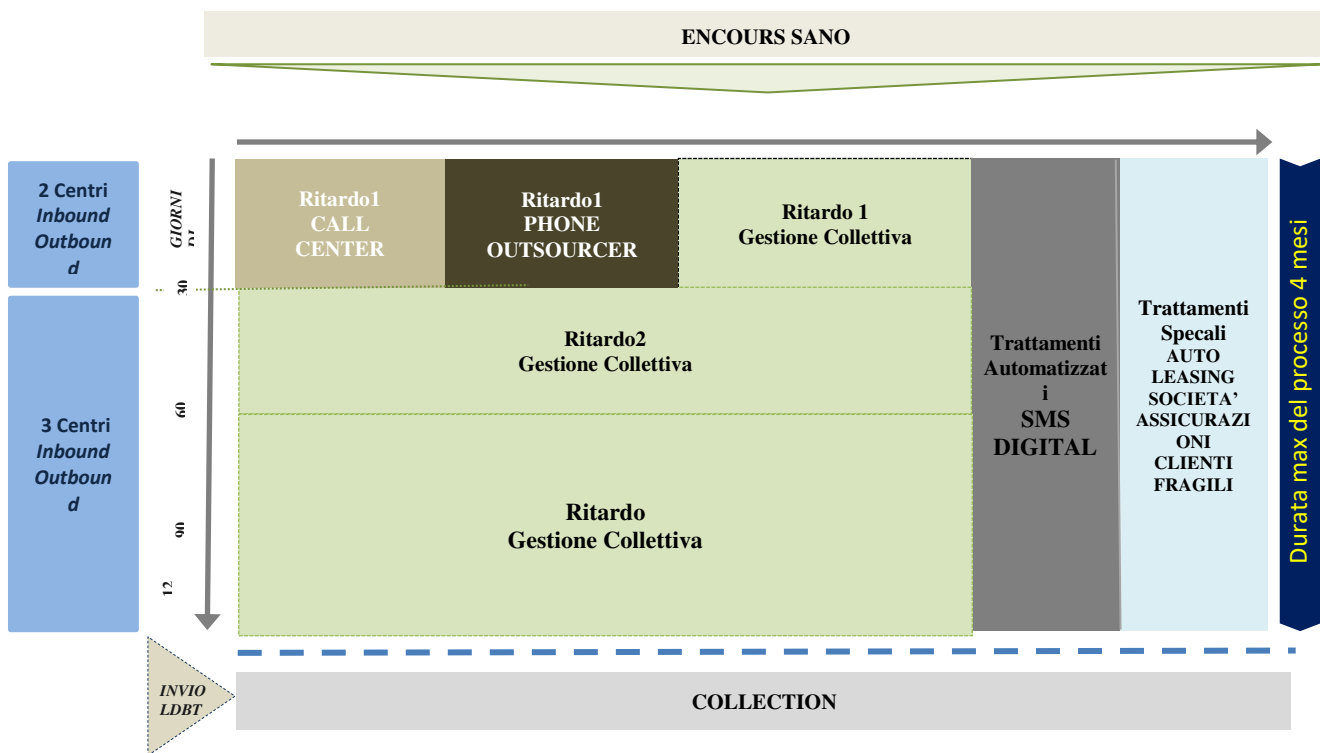 ENCOURS SANO
2 Centri
Inbound
Outboun
d
GIORNI
30
60
90
12
Ritardo1
CALL
CENTER
Ritardo1
PHONE
OUTSOURCER
Ritardo 1
Gestione Collettiva
Ritardo2
Gestione Collettiva
3 Centri
Inbound
Outboun
d
Ritardo
Gestione Collettiva
Trattamenti
Automatizzat
i
SMS
DIGITAL
Trattamenti
Specali
AUTO
LEASING
SOCIETA’
ASSICURAZI
ONI
CLIENTI
FRAGILI
Durata max del processo 4 mesi
INVIO
LDBT
COLLECTION